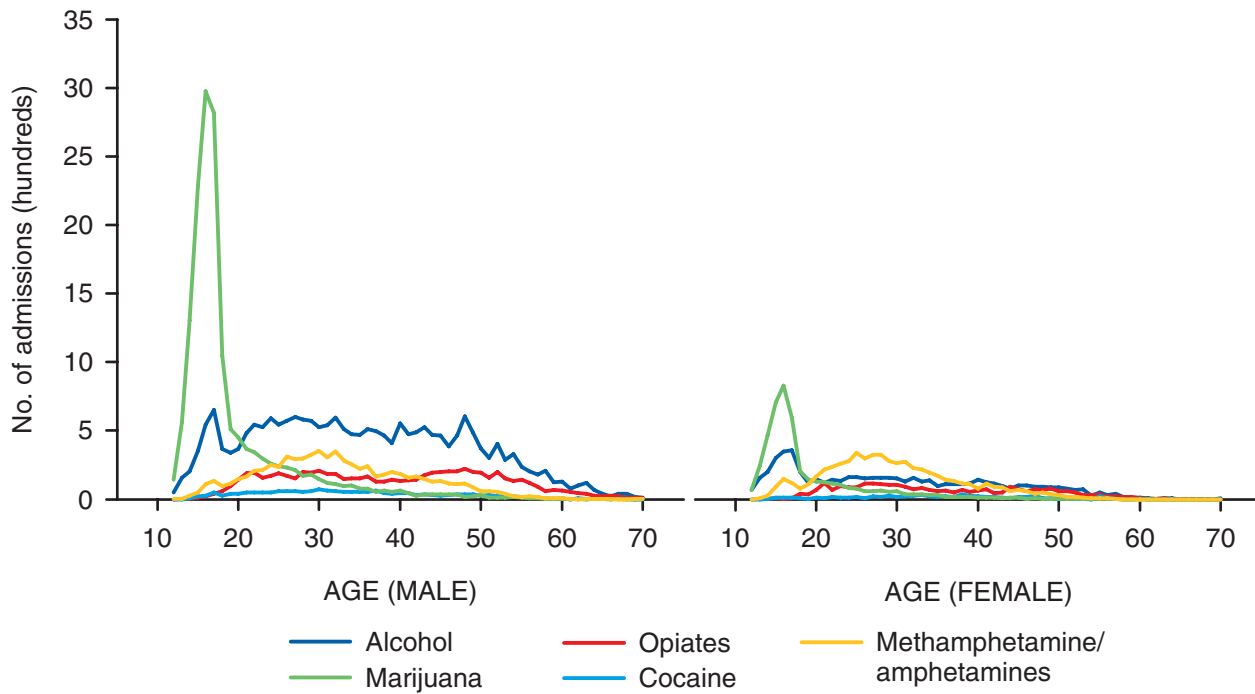 No. of admissions (hundreds)
35
30
25
20
15
10
5
0
10 20 30 40 50 60 70
10 20 30 40 50 60 70
AGE (MALE)
AGE (FEMALE)
Alcohol
Opiates
Methamphetamine/
amphetamines
Marijuana
Cocaine